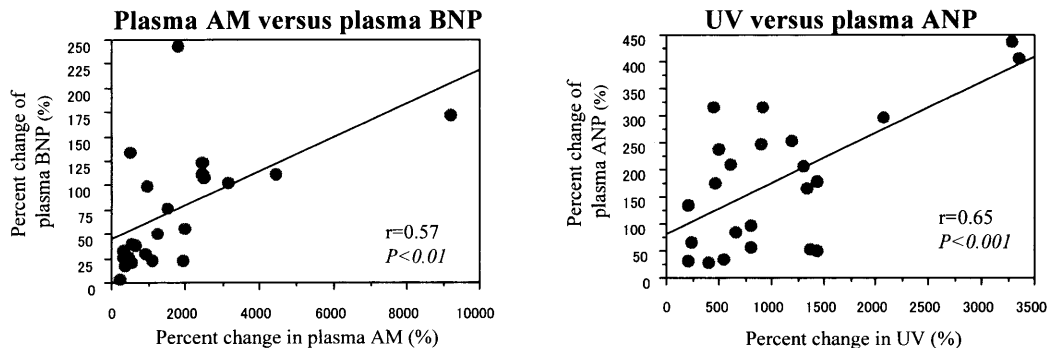 Plasma AM versus plasma BNP
Percent change of
plasma BNP (%)
250
225
200
175
150
125
100
75
50
25
0
r=0.57
P<0.01
0 2000 4000 6000 8000 10000
Percent change in plasma AM (%)
UV versus plasma ANP
Percent change of
plasma ANP (%)
450
400
350
300
250
200
150
100
50
0
r=0.65
P<0.001
0 500 1000 1500 2000 2500 3000 3500
Percent change in UV (%)